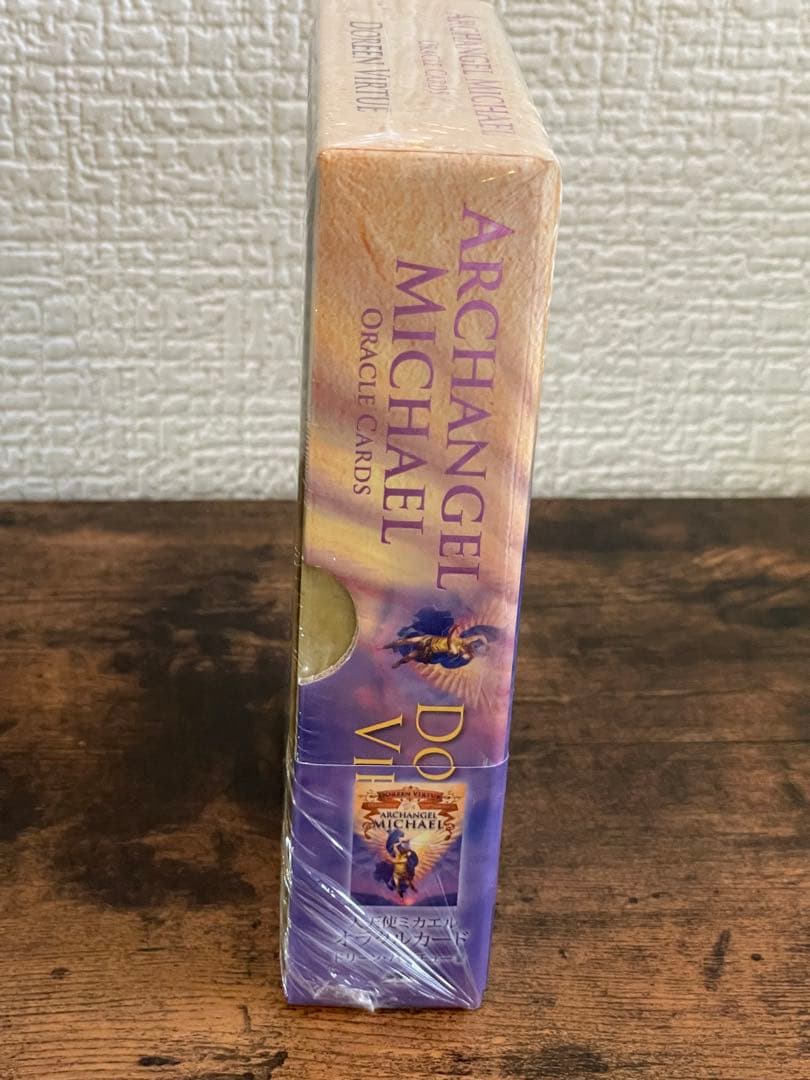 ARCHANGEL MICHAEL
ORACLE CARDS
DOREEN VIRTUE
ARCHANGEL
MICHAEL
ORACLE CARDS
DO
VI
DOREEN VIRTUE
ARCHANGEL
MICHAEL
大天使ミカエル
オラクルカード